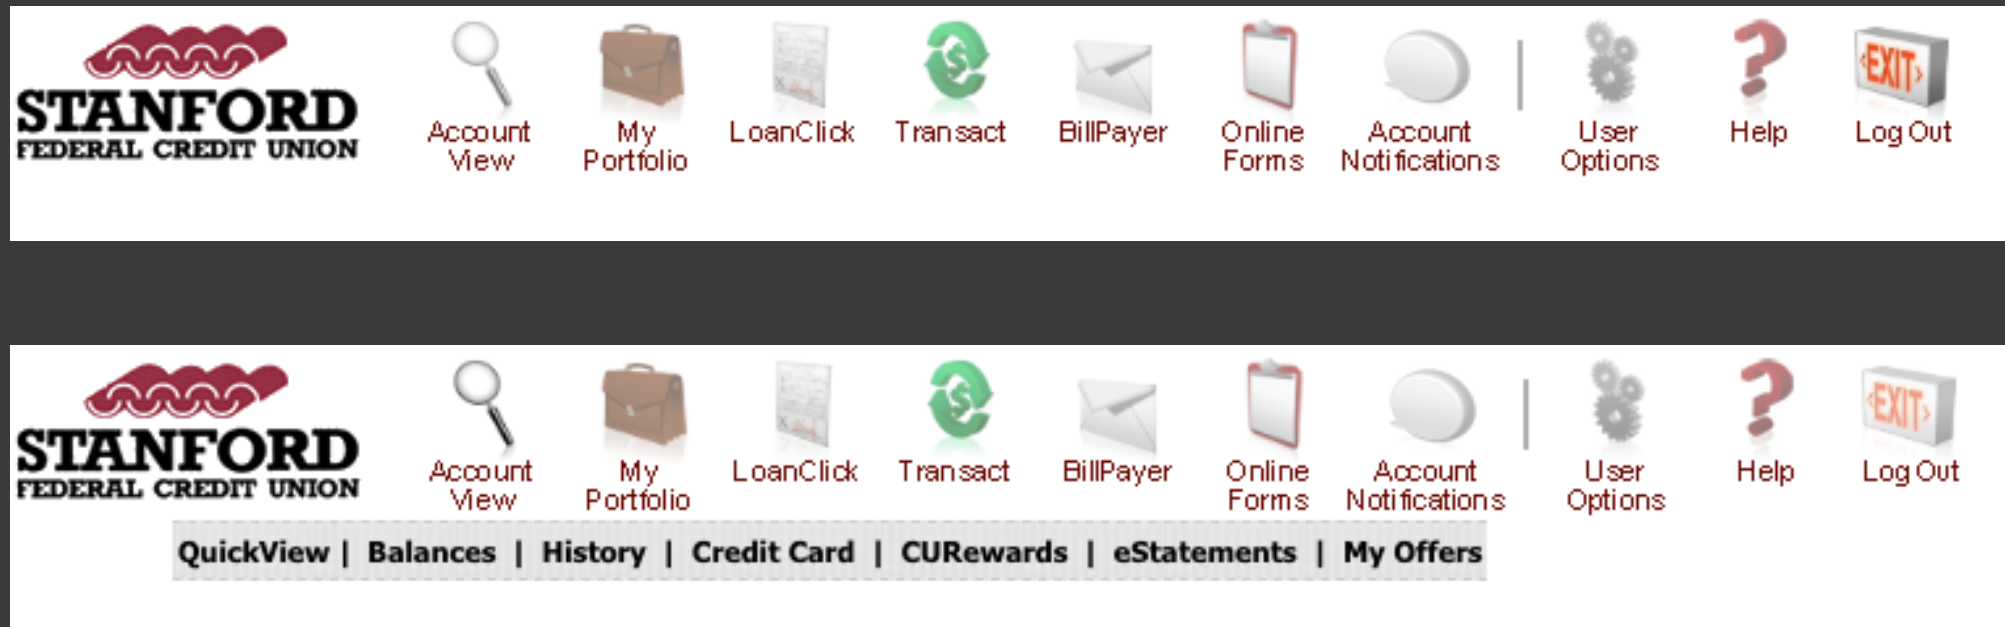 STANFORD
FEDERAL CREDIT UNION
Account View
My Portfolio
LoanClick
Transact
BillPayer
Online Forms
Account Notifications
User Options
Help
EXIT
Log Out
STANFORD
FEDERAL CREDIT UNION
Account View
My Portfolio
LoanClick
Transact
BillPayer
Online Forms
Account Notifications
User Options
Help
EXIT
Log Out
QuickView | Balances | History | Credit Card | CURewards | eStatements | My Offers